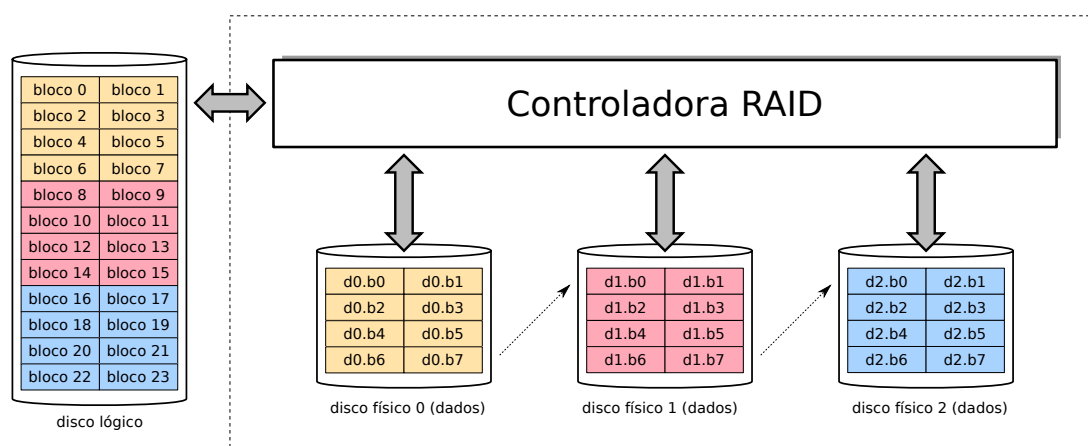 Controladora RAID
bloco 0 bloco 1
bloco 2 bloco 3
bloco 4 bloco 5
bloco 6 bloco 7
bloco 8 bloco 9
bloco 10 bloco 11
bloco 12 bloco 13
bloco 14 bloco 15
bloco 16 bloco 17
bloco 18 bloco 19
bloco 20 bloco 21
bloco 22 bloco 23
disco lógico
d0.b0 d0.b1
d0.b2 d0.b3
d0.b4 d0.b5
d0.b6 d0.b7
disco físico 0 (dados)
d1.b0 d1.b1
d1.b2 d1.b3
d1.b4 d1.b5
d1.b6 d1.b7
disco físico 1 (dados)
d2.b0 d2.b1
d2.b2 d2.b3
d2.b4 d2.b5
d2.b6 d2.b7
disco físico 2 (dados)